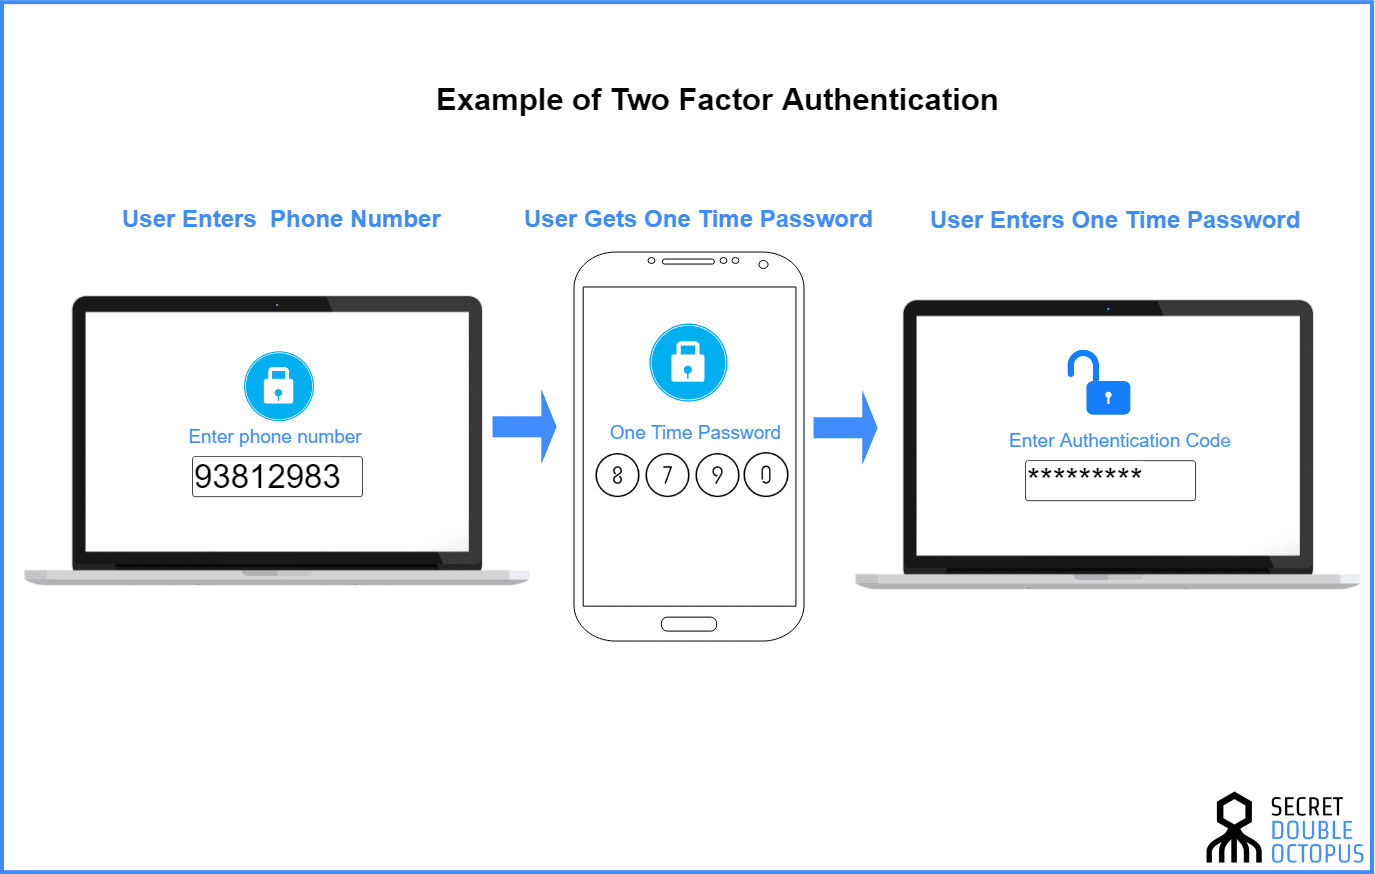 Example of Two Factor Authentication
User Enters  Phone Number
User Gets One Time Password
User Enters One Time Password
Enter phone number
93812983
One Time Password
8 7 9 0
Enter Authentication Code
*********
SECRET
DOUBLE
OCTOPUS